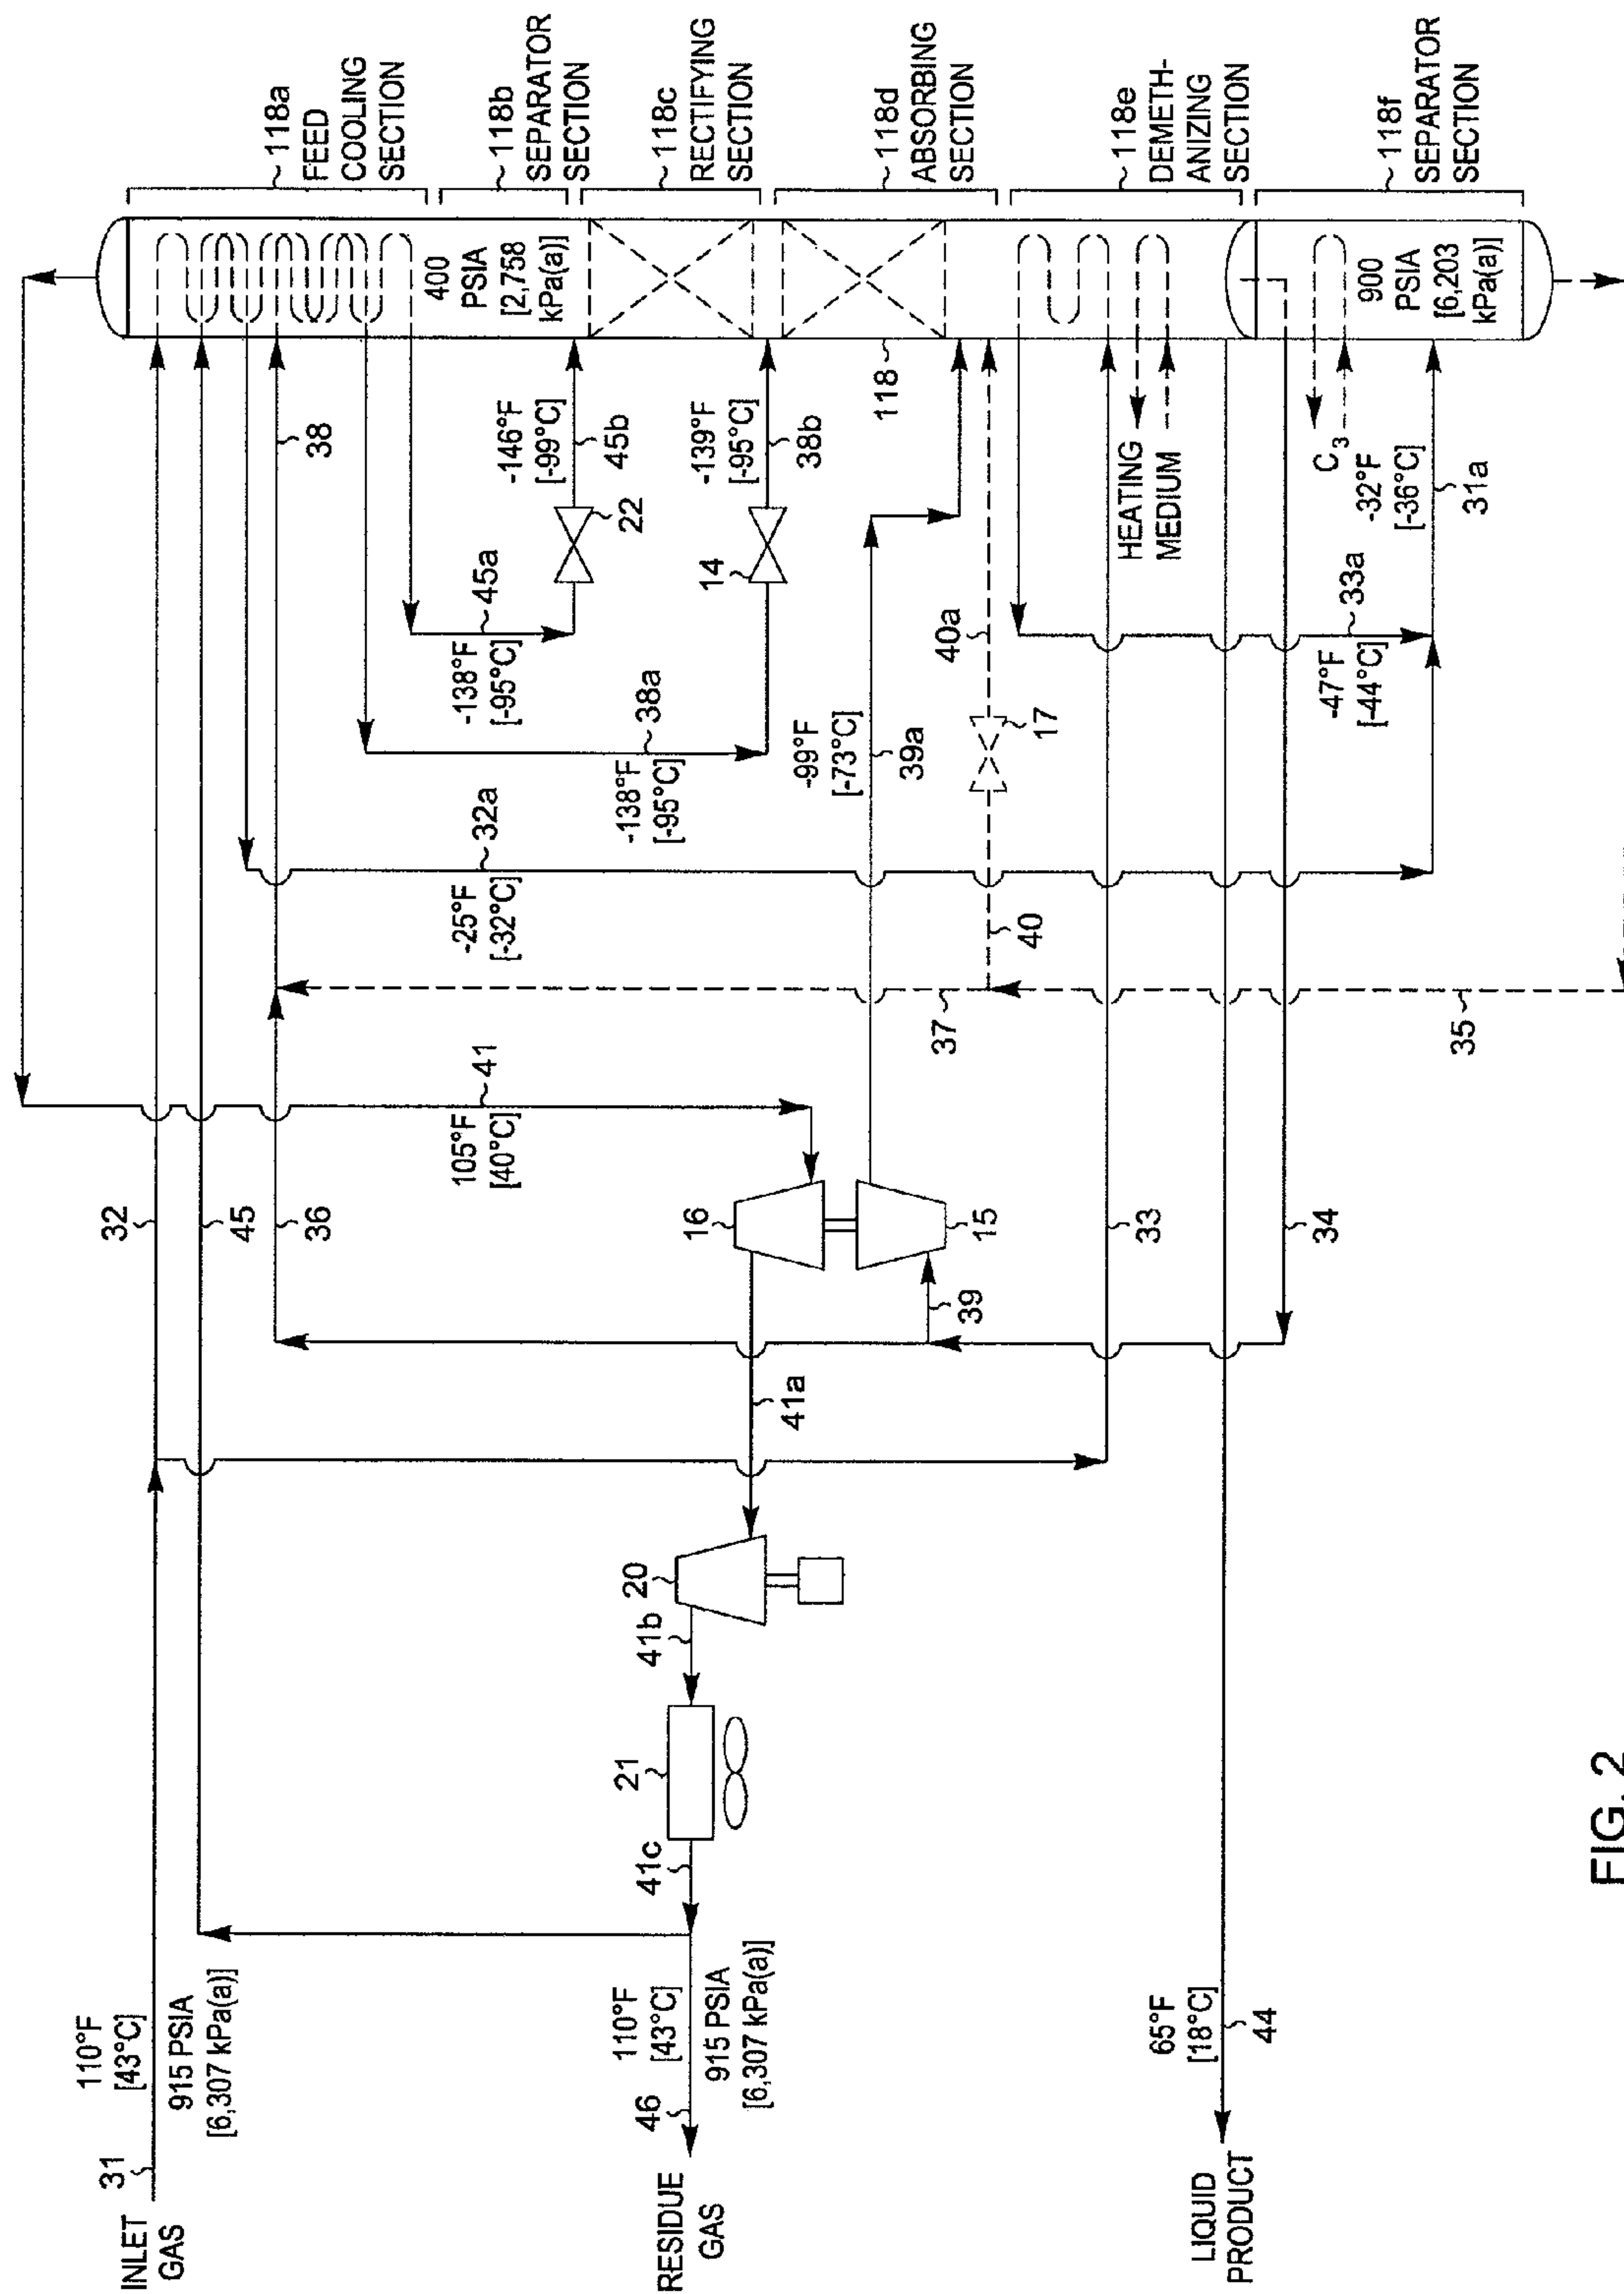 INLET
GAS
31
110°F
[43°C]
915 PSIA
[6,307 kPa(a)]
32
45
36
105°F
[40°C]
41
38
-25°F
[-32°C]
32a
-138°F
[-95°C]
45a
-146°F
[-99°C]
45b
22
-138°F
[-95°C]
38a
14
-139°F
[-95°C]
38b
-99°F
[-73°C]
39a
118
RESIDUE
GAS
46
110°F
[43°C]
915 PSIA
[6,307 kPa(a)]
41c
21
41b
20
41a
16
15
39
37
40
17
40a
33
34
35
HEATING
MEDIUM
C3
-32°F
[-36°C]
31a
-47°F
[-44°C]
33a
LIQUID
PRODUCT
65°F
[18°C]
44
400
PSIA
[2,758
kPa(a)]
900
PSIA
[6,203
kPa(a)]
118a
FEED
COOLING
SECTION
118b
SEPARATOR
SECTION
118c
RECTIFYING
SECTION
118d
ABSORBING
SECTION
118e
DEMETH-
ANIZING
SECTION
118f
SEPARATOR
SECTION
FIG. 2